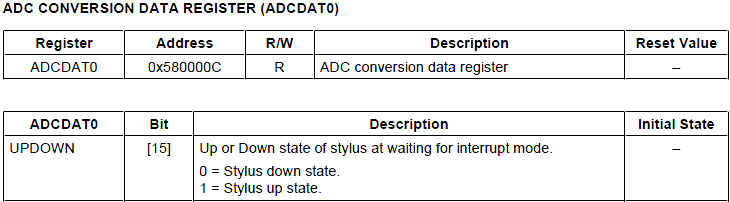 ADC CONVERSION DATA REGISTER (ADCDAT0)
Register Address R/W Description Reset Value
ADCDAT0 0x580000C R ADC conversion data register –
ADCDAT0 Bit Description Initial State
UPDOWN [15] Up or Down state of stylus at waiting for interrupt mode. –
0 = Stylus down state.
1 = Stylus up state.